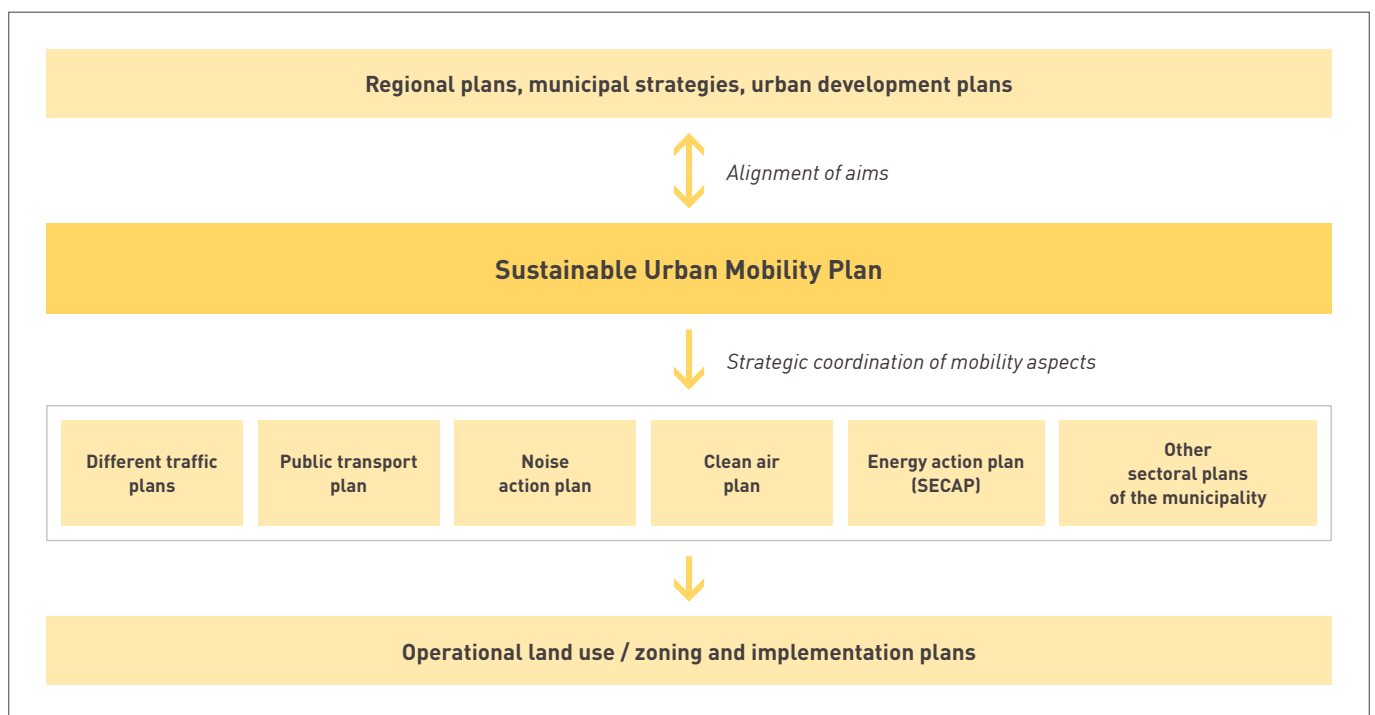 Regional plans, municipal strategies, urban development plans
Alignment of aims
Sustainable Urban Mobility Plan
Strategic coordination of mobility aspects
Different traffic
plans
Public transport
plan
Noise
action plan
Clean air
plan
Energy action plan
(SECAP)
Other
sectoral plans
of the municipality
Operational land use / zoning and implementation plans